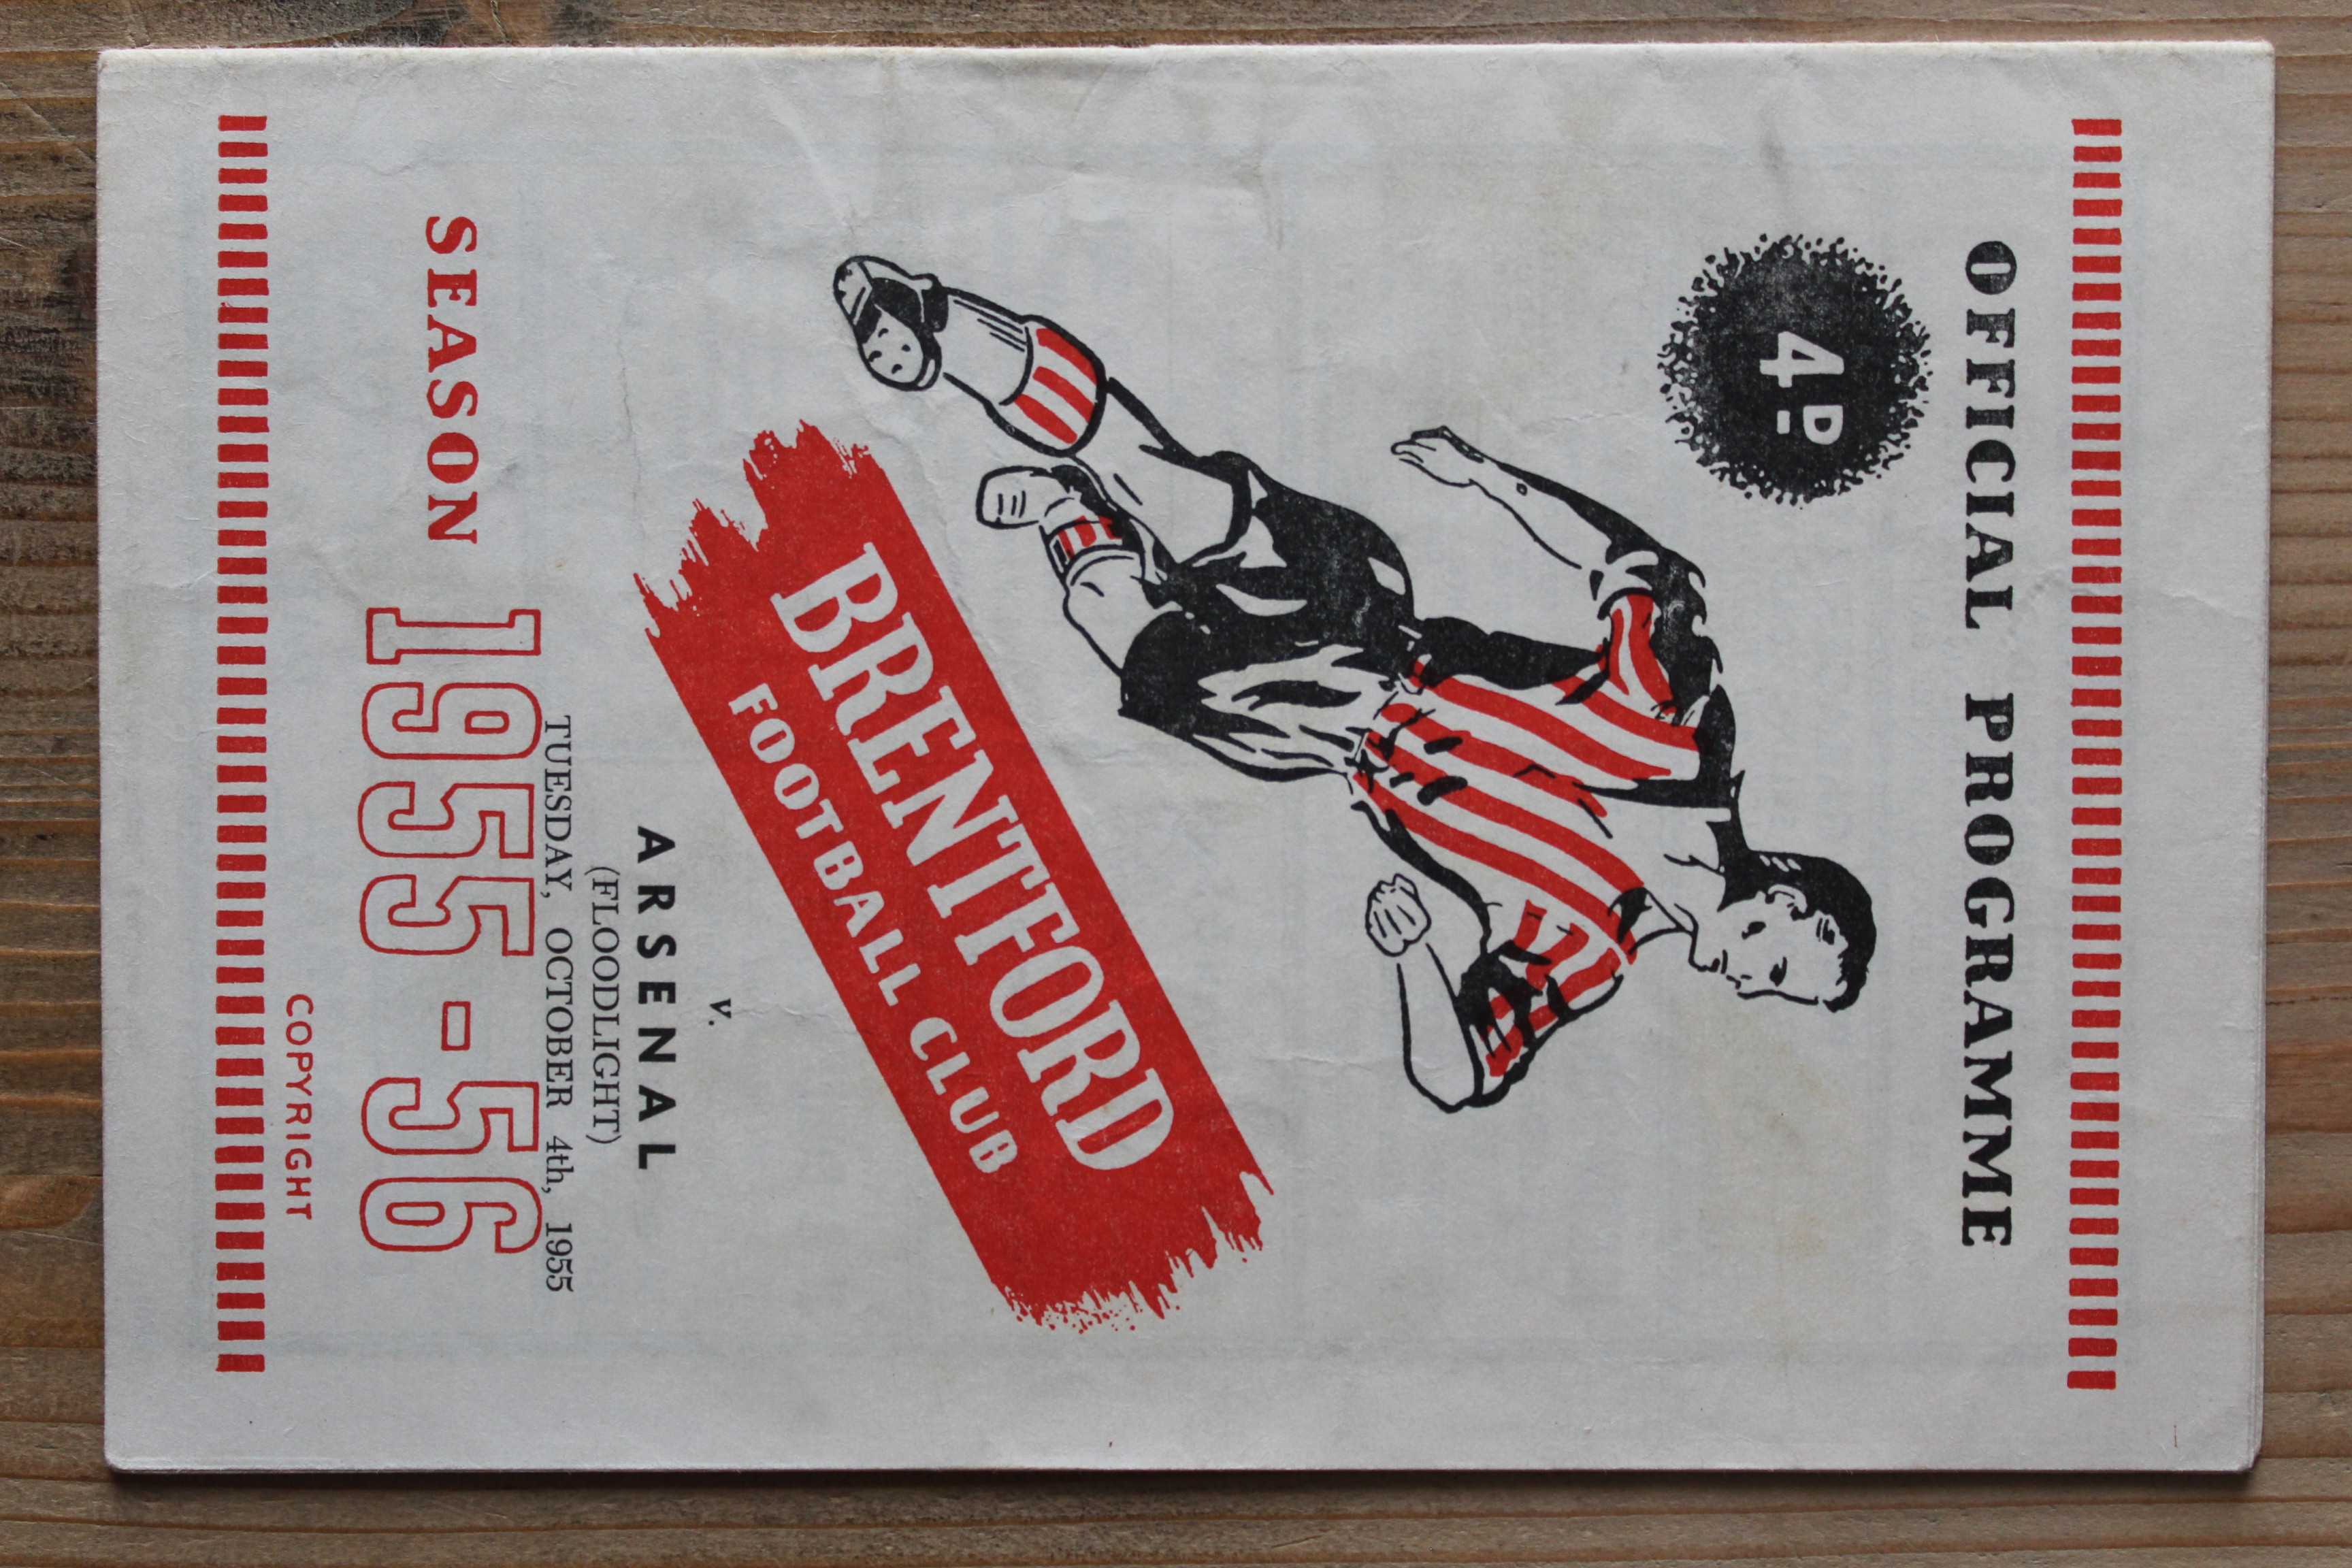 OFFICIAL PROGRAMME
4D
BRENTFORD
FOOTBALL CLUB
v.
ARSENAL
(FLOODLIGHT)
TUESDAY, OCTOBER 4th, 1955
SEASON 1955-56
COPYRIGHT